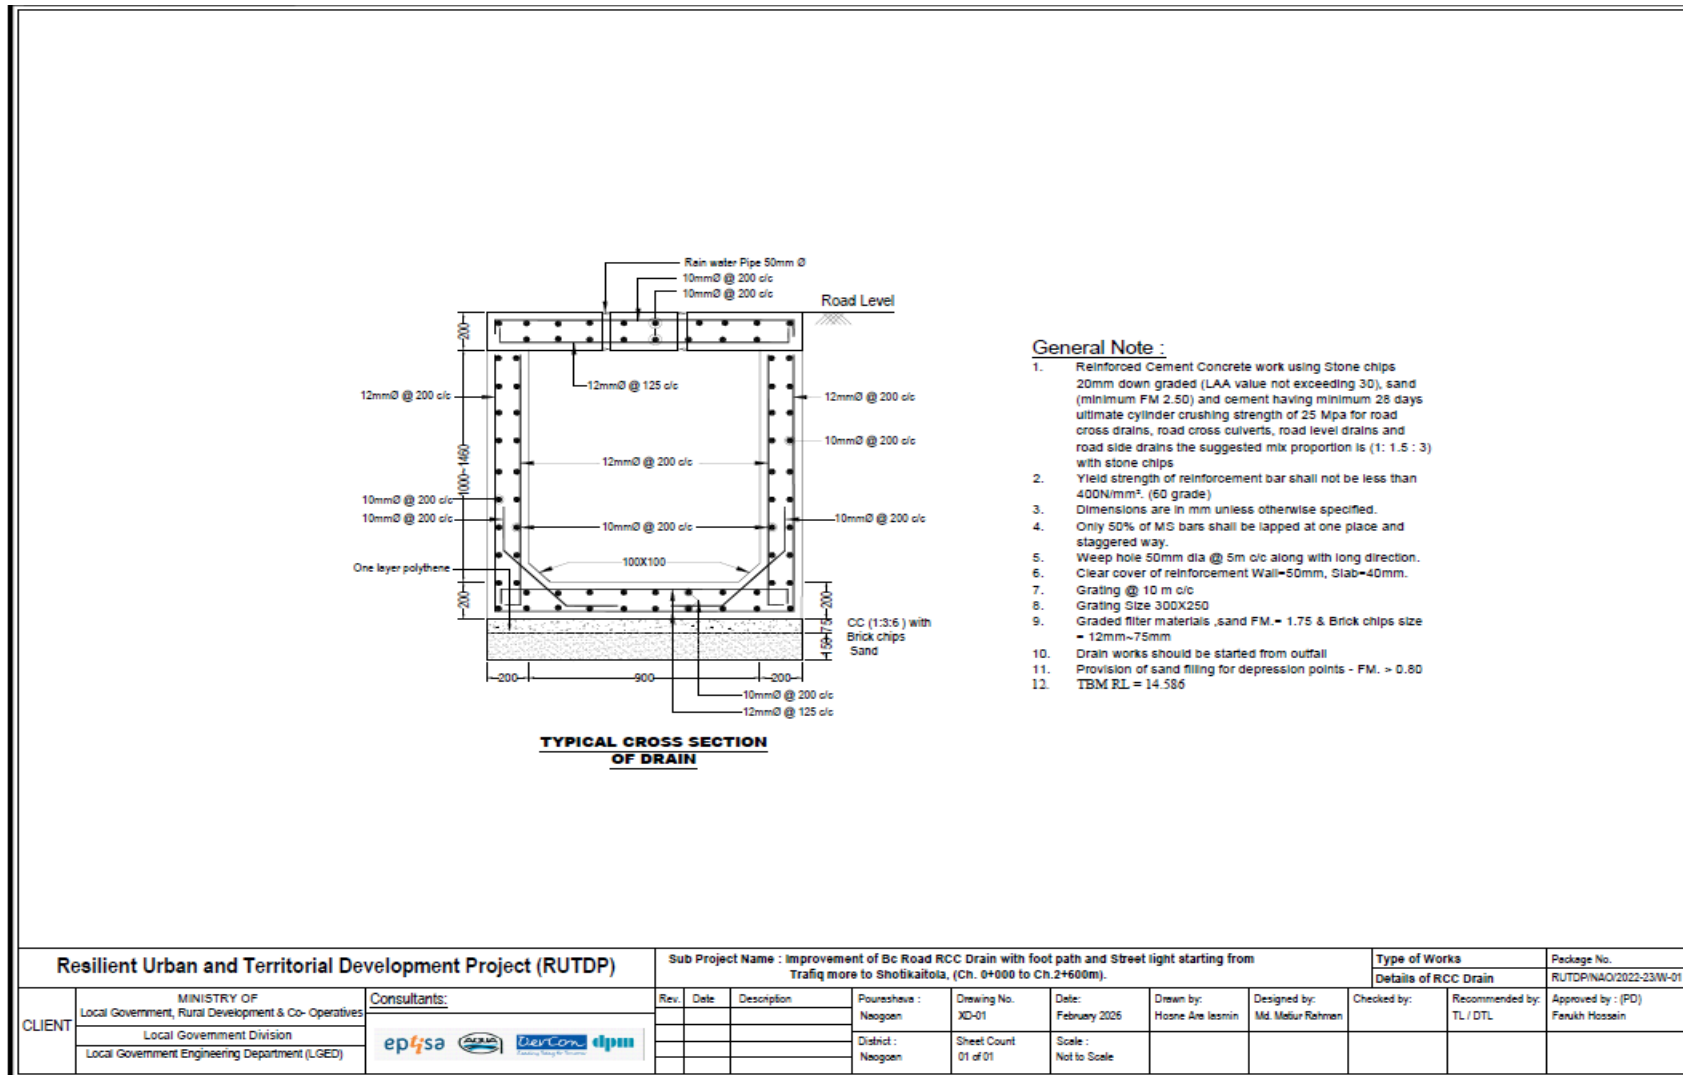 Rain water Pipe 50mm Ø
10mmØ @ 200 c/c
10mmØ @ 200 c/c
Road Level
200
12mmØ @ 125 c/c
12mmØ @ 200 c/c
12mmØ @ 200 c/c
10mmØ @ 200 c/c
1000~1460
12mmØ @ 200 c/c
10mmØ @ 200 c/c
10mmØ @ 200 c/c
10mmØ @ 200 c/c
10mmØ @ 200 c/c
100X100
One layer polythene
200
200
75
150
CC (1:3:6 ) with
Brick chips
Sand
200
900
200
10mmØ @ 200 c/c
12mmØ @ 125 c/c
TYPICAL CROSS SECTION
OF DRAIN
General Note :
1. Reinforced Cement Concrete work using Stone chips
20mm down graded (LAA value not exceeding 30), sand
(minimum FM 2.50) and cement having minimum 28 days
ultimate cylinder crushing strength of 25 Mpa for road
cross drains, road cross culverts, road level drains and
road side drains the suggested mix proportion is (1: 1.5 : 3)
with stone chips
2. Yield strength of reinforcement bar shall not be less than
400N/mm². (60 grade)
3. Dimensions are in mm unless otherwise specified.
4. Only 50% of MS bars shall be lapped at one place and
staggered way.
5. Weep hole 50mm dia @ 5m c/c along with long direction.
6. Clear cover of reinforcement Wall=50mm, Slab=40mm.
7. Grating @ 10 m c/c
8. Grating Size 300X250
9. Graded filter materials ,sand FM.= 1.75 & Brick chips size
= 12mm~75mm
10. Drain works should be started from outfall
11. Provision of sand filling for depression points - FM. > 0.80
12. TBM RL = 14.586
Resilient Urban and Territorial Development Project (RUTDP)
Sub Project Name : Improvement of Bc Road RCC Drain with foot path and Street light starting from
Trafiq more to Shotikaitola, (Ch. 0+000 to Ch.2+600m).
Type of Works
Details of RCC Drain
Package No.
RUTDP/NAO/2022-23/W-01
CLIENT
MINISTRY OF
Local Government, Rural Development & Co- Operatives
Local Government Division
Local Government Engineering Department (LGED)
Consultants:
eptisa
AQUA
DevCon
dpm
Rev.
Date
Description
Pourashava :
Naogoan
District :
Naogoan
Drawing No.
XD-01
Sheet Count
01 of 01
Date:
February 2026
Scale :
Not to Scale
Drawn by:
Hosne Ara Iasmin
Designed by:
Md. Matiur Rahman
Checked by:
Recommended by:
TL / DTL
Approved by : (PD)
Farukh Hossain